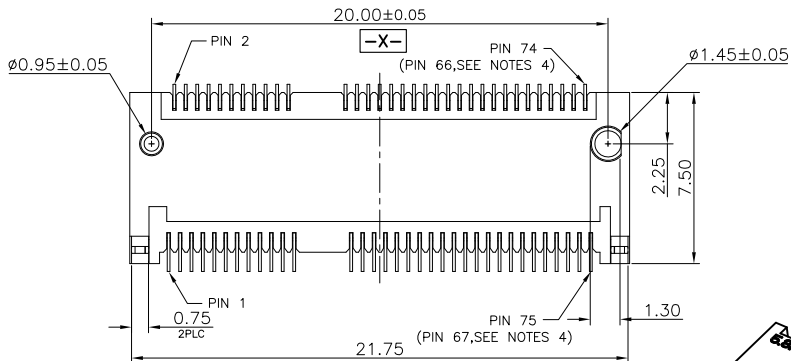 20.00±0.05
-X-
PIN 2
PIN 74
(PIN 66,SEE NOTES 4)
ø0.95±0.05
ø1.45±0.05
2.25
7.50
PIN 1
0.75
2PLC
PIN 75
(PIN 67,SEE NOTES 4)
1.30
21.75